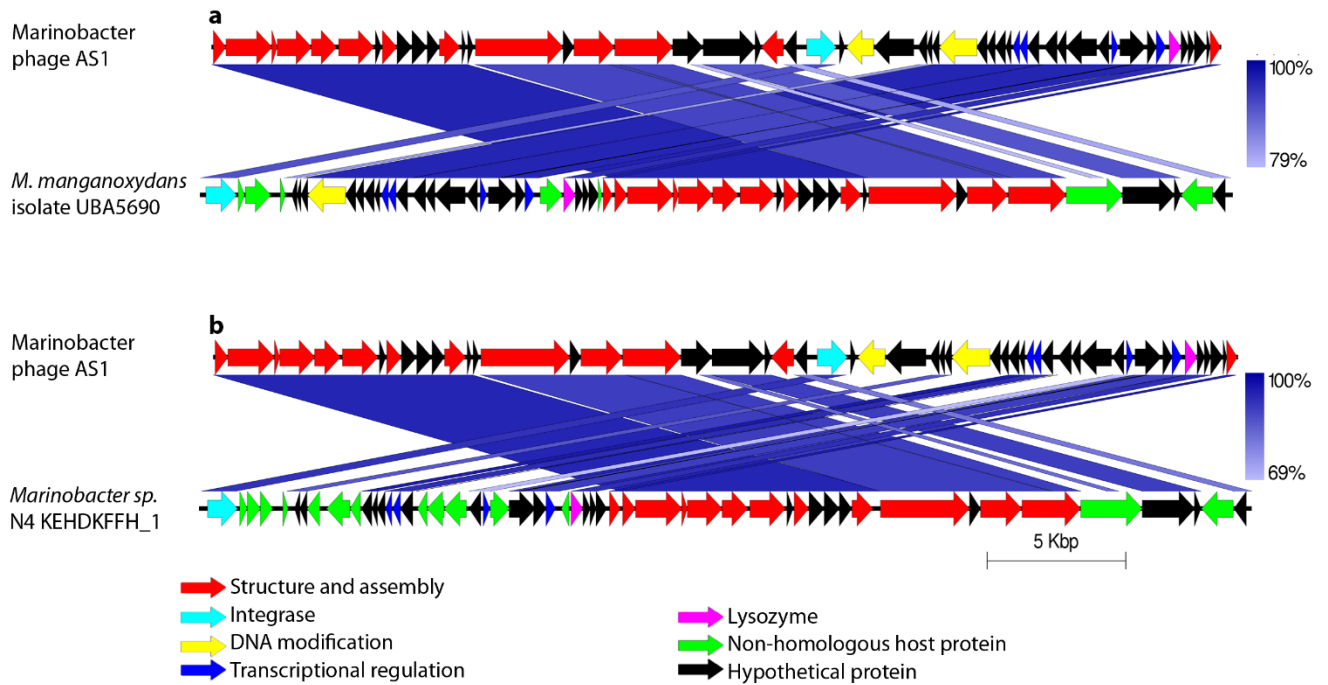 a
Marinobacter
phage AS1
100%
79%
M. manganoxydans
isolate UBA5690
b
Marinobacter
phage AS1
100%
69%
Marinobacter sp.
N4 KEHDKFFH_1
5 Kbp
Structure and assembly
Integrase
DNA modification
Transcriptional regulation
Lysozyme
Non-homologous host protein
Hypothetical protein